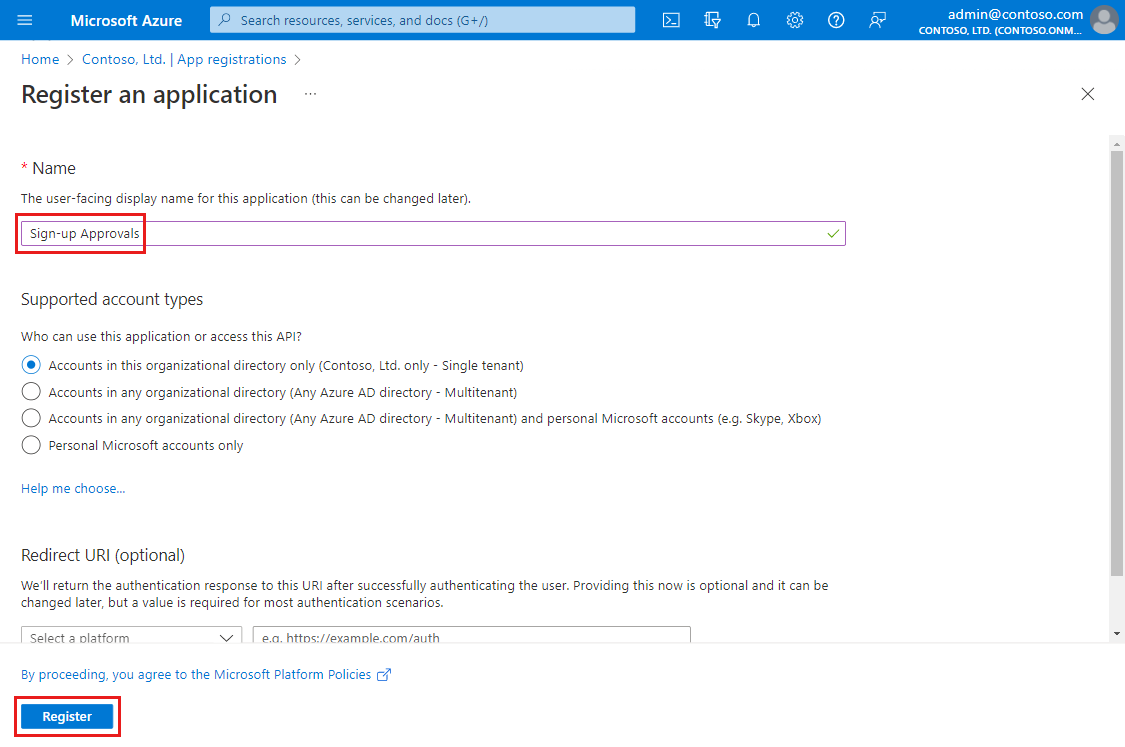 Microsoft Azure
Search resources, services, and docs (G+/)
admin@contoso.com
CONTOSO, LTD. (CONTOSO.ONM...
Home > Contoso, Ltd. | App registrations >
Register an application ...
* Name
The user-facing display name for this application (this can be changed later).
Sign-up Approvals
Supported account types
Who can use this application or access this API?
Accounts in this organizational directory only (Contoso, Ltd. only - Single tenant)
Accounts in any organizational directory (Any Azure AD directory - Multitenant)
Accounts in any organizational directory (Any Azure AD directory - Multitenant) and personal Microsoft accounts (e.g. Skype, Xbox)
Personal Microsoft accounts only
Help me choose...
Redirect URI (optional)
We'll return the authentication response to this URI after successfully authenticating the user. Providing this now is optional and it can be
changed later, but a value is required for most authentication scenarios.
Select a platform
e.g. https://example.com/auth
By proceeding, you agree to the Microsoft Platform Policies
Register